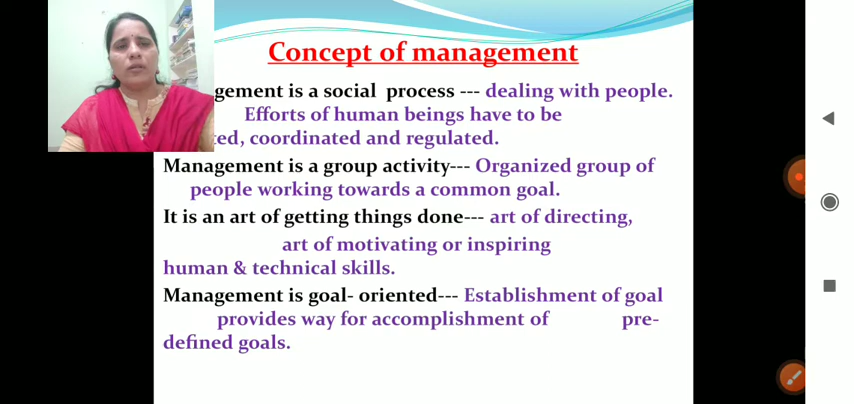 Concept of management
gement is a social process --- dealing with people.
Efforts of human beings have to be
ted, coordinated and regulated.
Management is a group activity--- Organized group of
people working towards a common goal.
It is an art of getting things done--- art of directing,
art of motivating or inspiring
human & technical skills.
Management is goal- oriented--- Establishment of goal
provides way for accomplishment of pre-
defined goals.